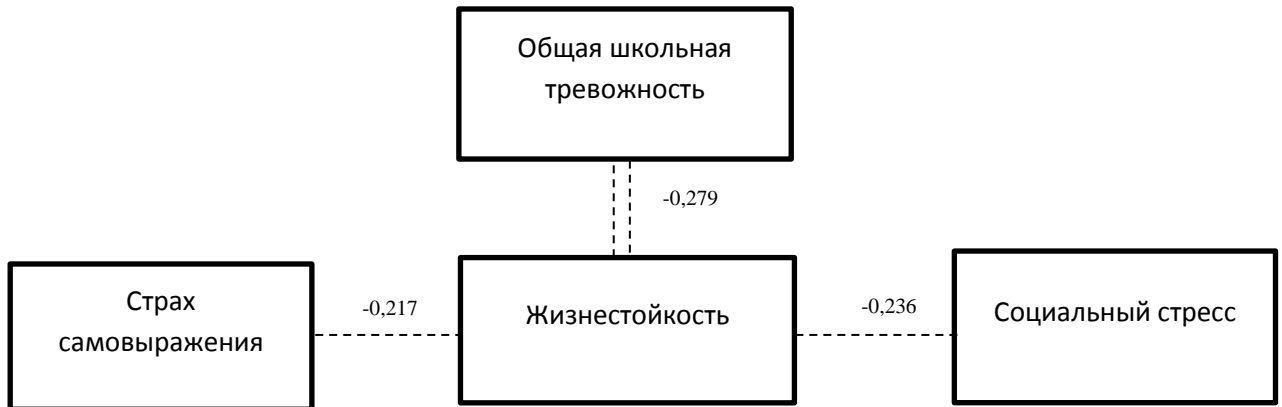 Общая школьная
тревожность
-0,279
Страх
самовыражения
-0,217
Жизнестойкость
-0,236
Социальный стресс